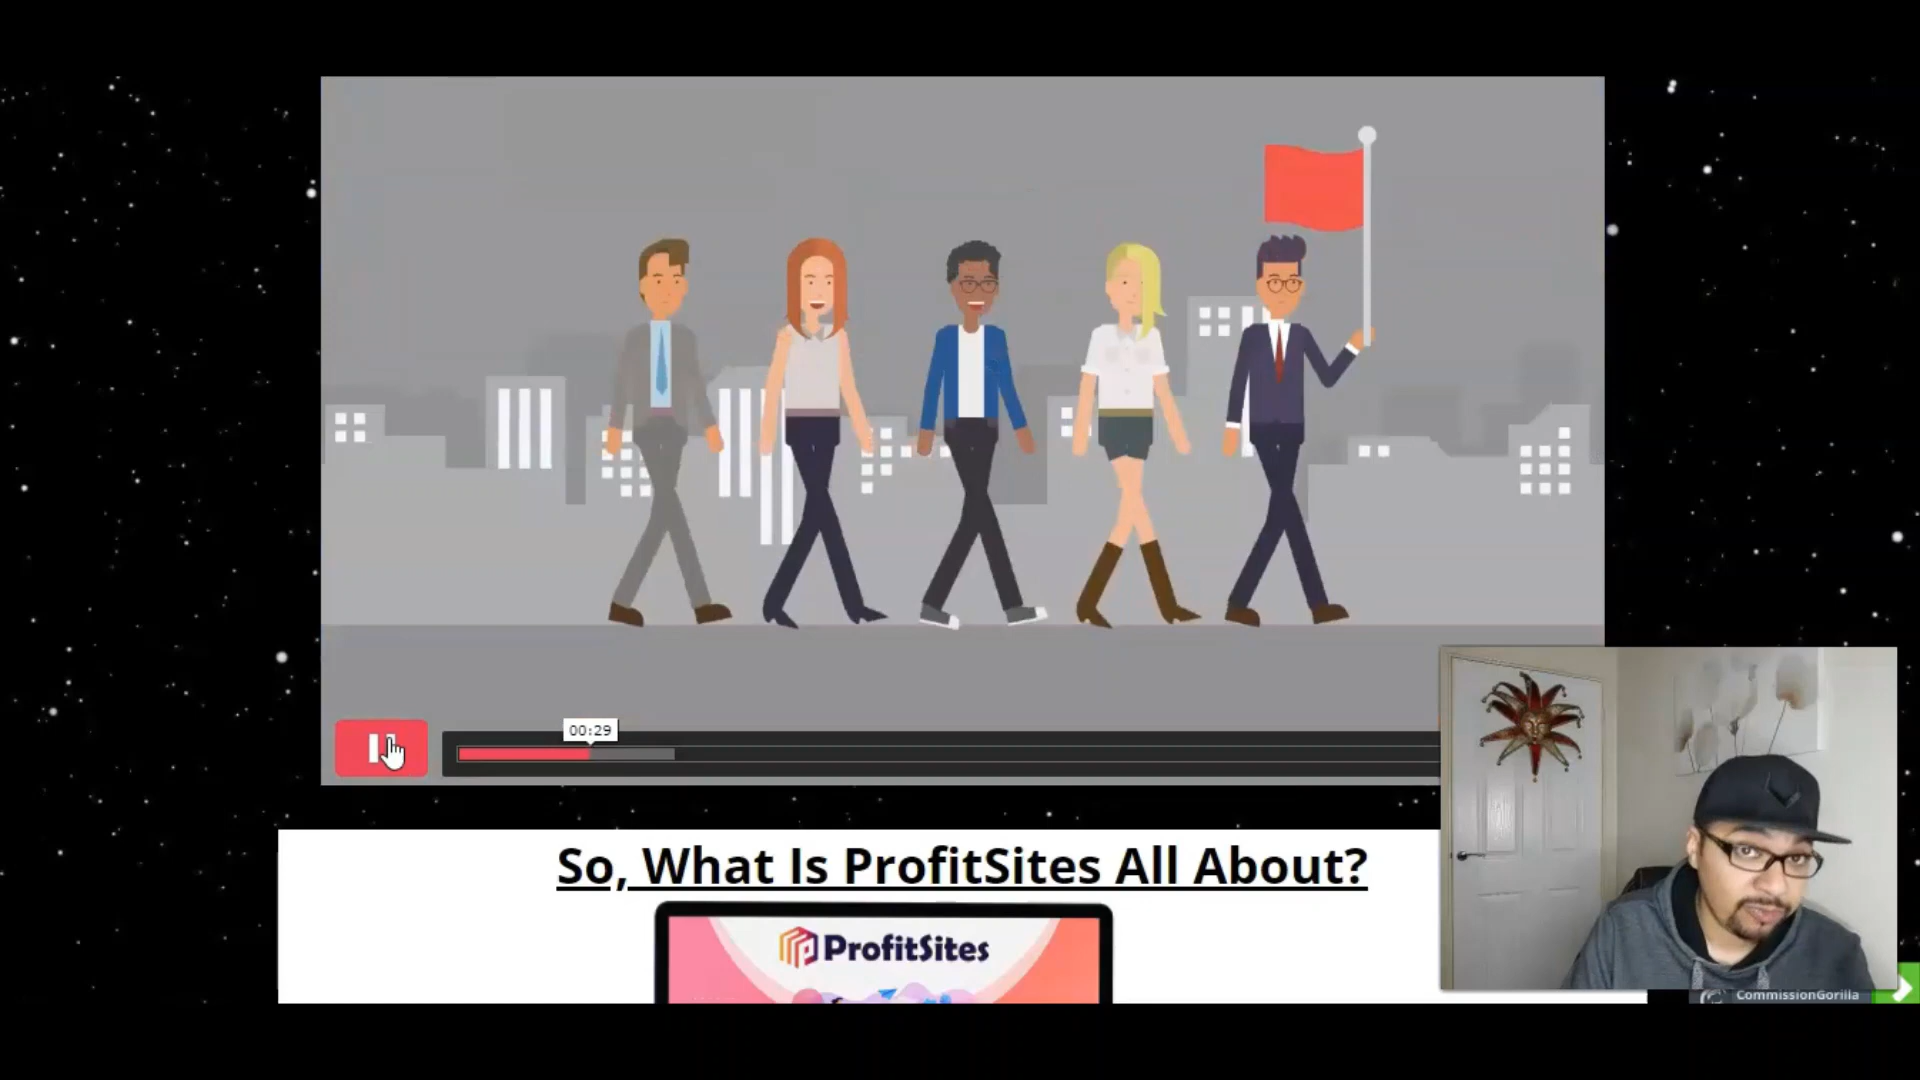 00:29
So, What Is ProfitSites All About?
ProfitSites
CommissionGorilla